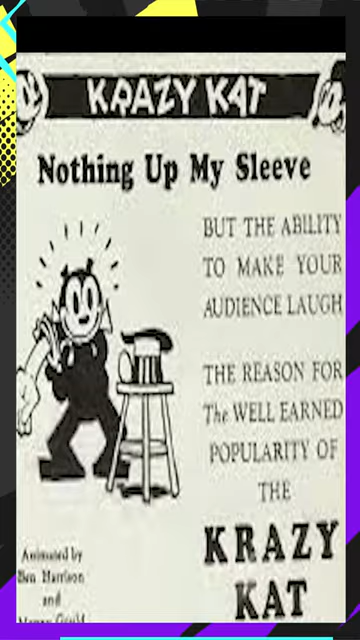 KRAZY KAT
Nothing Up My Sleeve
BUT THE ABILITY
TO MAKE YOUR
AUDIENCE LAUGH
THE REASON FOR
The WELL EARNED
POPULARITY OF
THE
KRAZY
KAT
Animated by
Ben Harrison
and